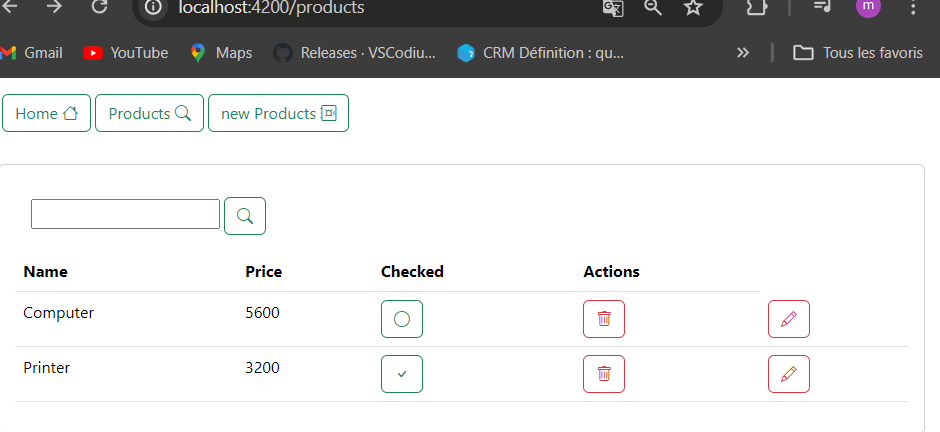 localhost:4200/products
m
Gmail YouTube Maps Releases · VSCodiu... CRM Définition : qu... » Tous les favoris
Home Products new Products
Name Price Checked Actions
Computer 5600
Printer 3200